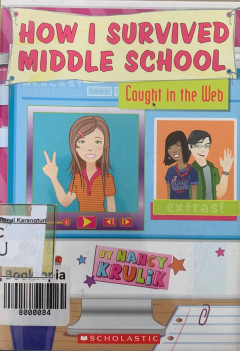 HOW I SURVIVED
MIDDLE SCHOOL
Caught in the Web
extras!
BY NANCY
KRULIK
8000084
SCHOLASTIC